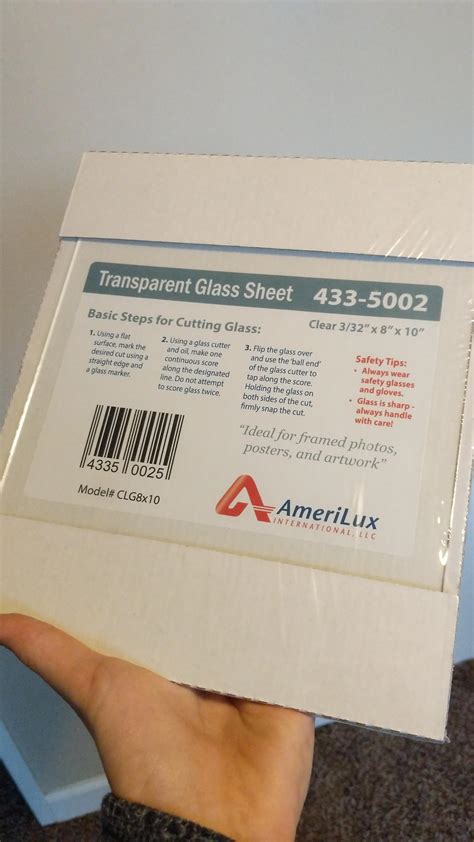 Transparent Glass Sheet 433-5002
Basic Steps for Cutting Glass:
Clear 3/32" x 8" x 10"
1. Using a flat
surface, mark the
desired cut using a
straight edge and
a glass marker.
2. Using a glass cutter
and oil, make one
continuous score
along the designated
line. Do not attempt
to score glass twice.
3. Flip the glass over
and use the 'ball end'
of the glass cutter to
tap along the score.
Holding the glass on
both sides of the cut,
firmly snap the cut.
Safety Tips:
• Always wear
safety glasses
and gloves.
• Glass is sharp -
always handle
with care!
"Ideal for framed photos,
posters, and artwork"
4335 0025
Model# CLG8x10
AmeriLux
INTERNATIONAL, LLC